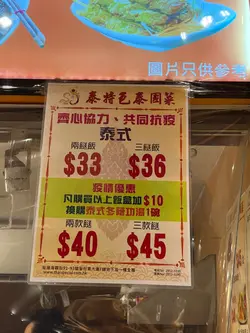 圖片只供參考
泰特色泰國菜
齊心協力、共同抗疫
泰式
兩餸飯 三餸飯
$33 $36
疫情優惠
凡購買以上飯盒加$10
換購泰式冬蔭功湯1碗
兩款餸 三款餸
$40 $45